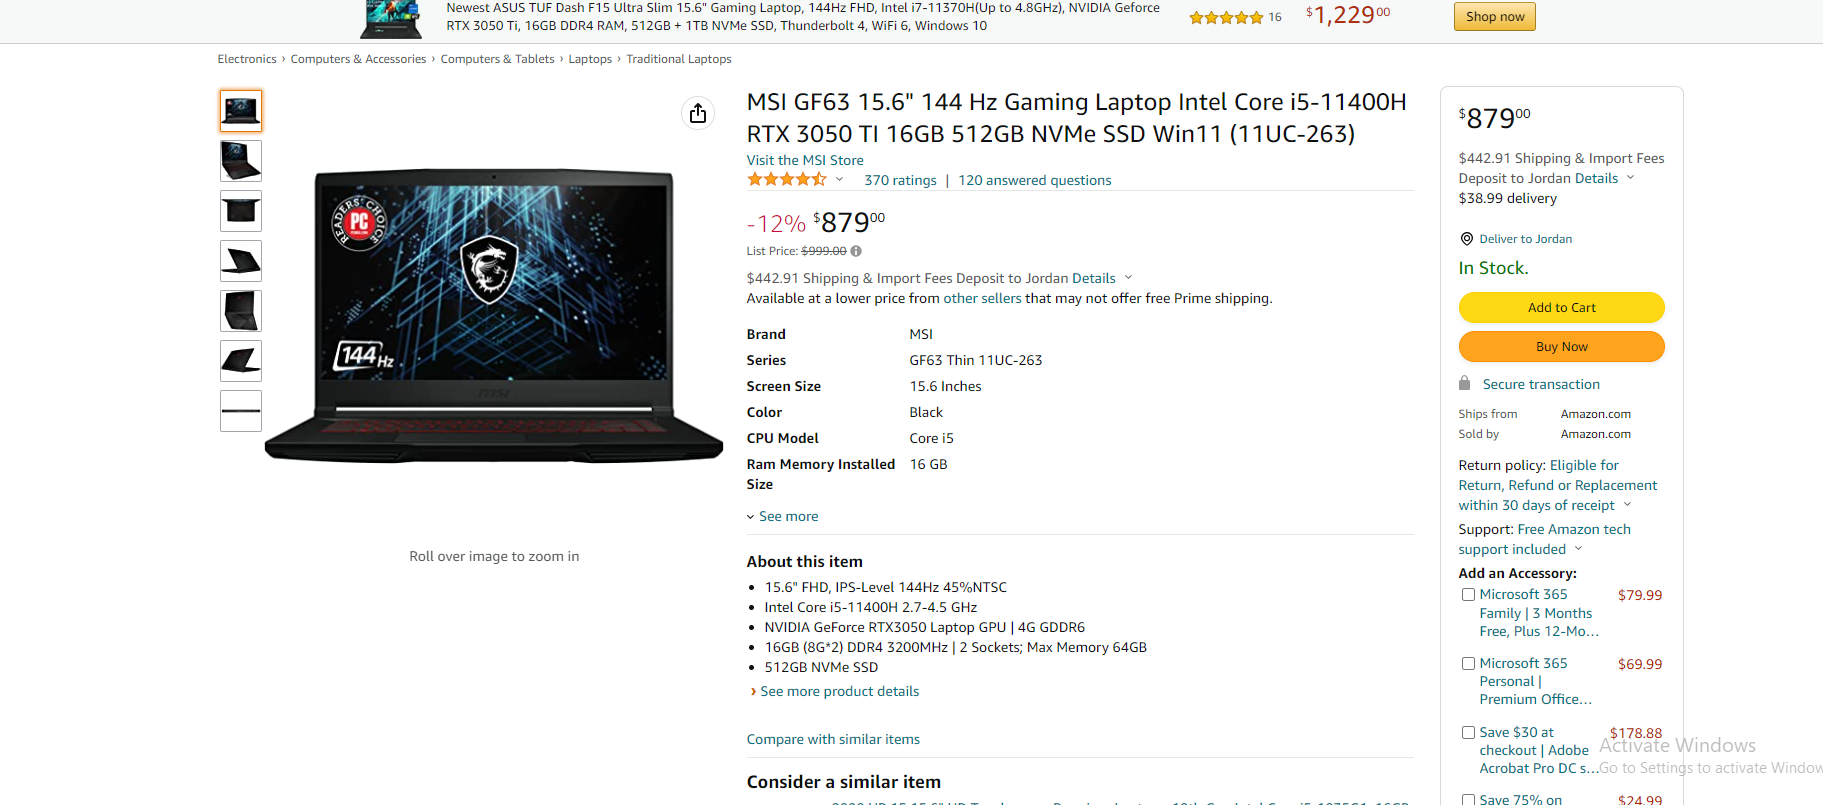 Newest ASUS TUF Dash F15 Ultra Slim 15.6" Gaming Laptop, 144Hz FHD, Intel i7-11370H(Up to 4.8GHz), NVIDIA Geforce
RTX 3050 Ti, 16GB DDR4 RAM, 512GB + 1TB NVMe SSD, Thunderbolt 4, WiFi 6, Windows 10
16
$1,229 00
Shop now
Electronics › Computers & Accessories › Computers & Tablets › Laptops › Traditional Laptops
READERS' CHOICE
PC
144Hz
msi
Roll over image to zoom in
MSI GF63 15.6" 144 Hz Gaming Laptop Intel Core i5-11400H
RTX 3050 TI 16GB 512GB NVMe SSD Win11 (11UC-263)
Visit the MSI Store
370 ratings | 120 answered questions
-12% $879 00
List Price: $999.00
$442.91 Shipping & Import Fees Deposit to Jordan Details
Available at a lower price from other sellers that may not offer free Prime shipping.
Brand MSI
Series GF63 Thin 11UC-263
Screen Size 15.6 Inches
Color Black
CPU Model Core i5
Ram Memory Installed 16 GB
Size
See more
About this item
• 15.6" FHD, IPS-Level 144Hz 45%NTSC
• Intel Core i5-11400H 2.7-4.5 GHz
• NVIDIA GeForce RTX3050 Laptop GPU | 4G GDDR6
• 16GB (8G*2) DDR4 3200MHz | 2 Sockets; Max Memory 64GB
• 512GB NVMe SSD
› See more product details
Compare with similar items
Consider a similar item
$879 00
$442.91 Shipping & Import Fees
Deposit to Jordan Details
$38.99 delivery
Deliver to Jordan
In Stock.
Add to Cart
Buy Now
Secure transaction
Ships from Amazon.com
Sold by Amazon.com
Return policy: Eligible for
Return, Refund or Replacement
within 30 days of receipt
Support: Free Amazon tech
support included
Add an Accessory:
Microsoft 365 $79.99
Family | 3 Months
Free, Plus 12-Mo...
Microsoft 365 $69.99
Personal |
Premium Office...
Save $30 at $178.88
checkout | Adobe
Acrobat Pro DC s...
Save 75% on $24.99
Activate Windows
Go to Settings to activate Window